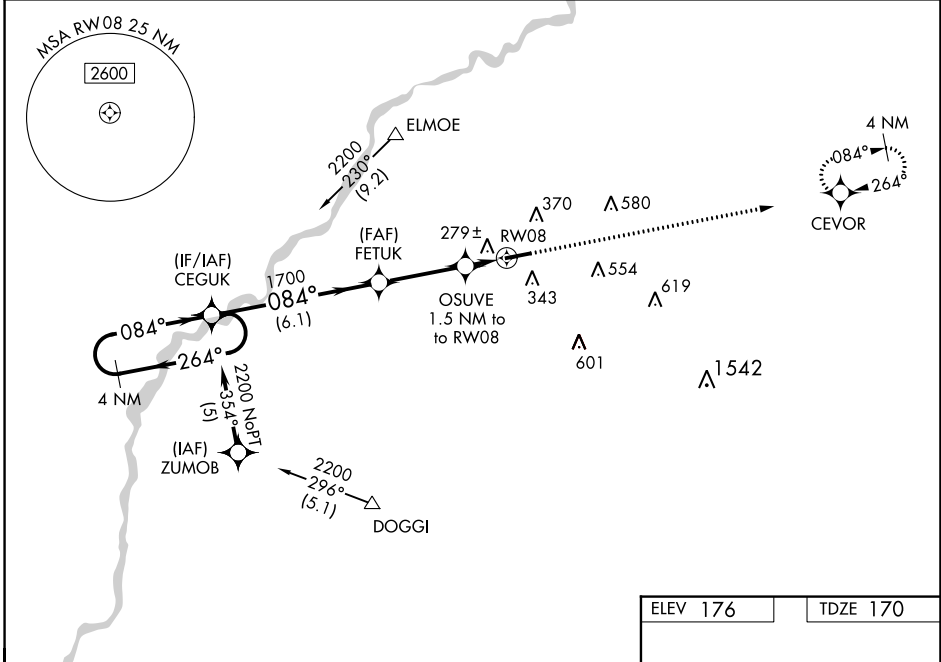 MSA RW08 25 NM
2600
ELMOE
2200
230°
(9.2)
4 NM
084°
264°
CEVOR
370
580
279±
RW08
(FAF)
FETUK
(IF/IAF)
CEGUK
1700
084°
(6.1)
554
343
619
OSUVE
1.5 NM to
to RW08
601
1542
084°
264°
4 NM
2200 NoPT
354°
(5)
(IAF)
ZUMOB
2200
296°
(5.1)
DOGGI
ELEV 176
TDZE 170